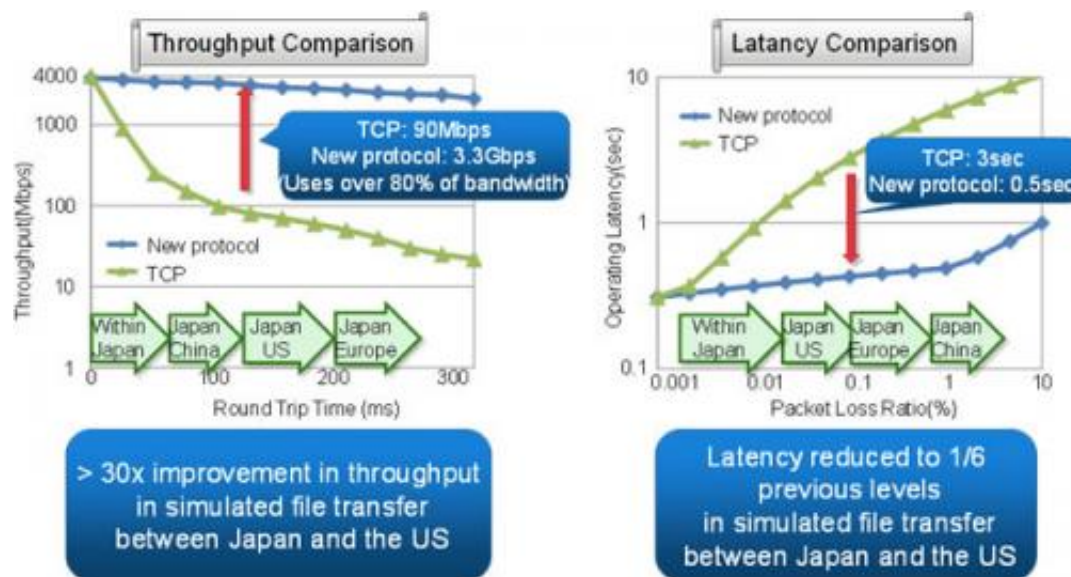 Throughput Comparison
4000
1000
100
10
1
Throughput(Mbps)
TCP: 90Mbps
New protocol: 3.3Gbps
(Uses over 80% of bandwidth)
New protocol
TCP
Within
Japan
Japan
China
Japan
US
Japan
Europe
0
100
200
300
Round Trip Time (ms)
> 30x improvement in throughput
in simulated file transfer
between Japan and the US
Latancy Comparison
10
1
0.1
Operating Latency(sec)
New protocol
TCP
TCP: 3sec
New protocol: 0.5sec
Within
Japan
Japan
US
Japan
Europe
Japan
China
0.001
0.01
0.1
1
10
Packet Loss Ratio(%)
Latency reduced to 1/6
previous levels
in simulated file transfer
between Japan and the US